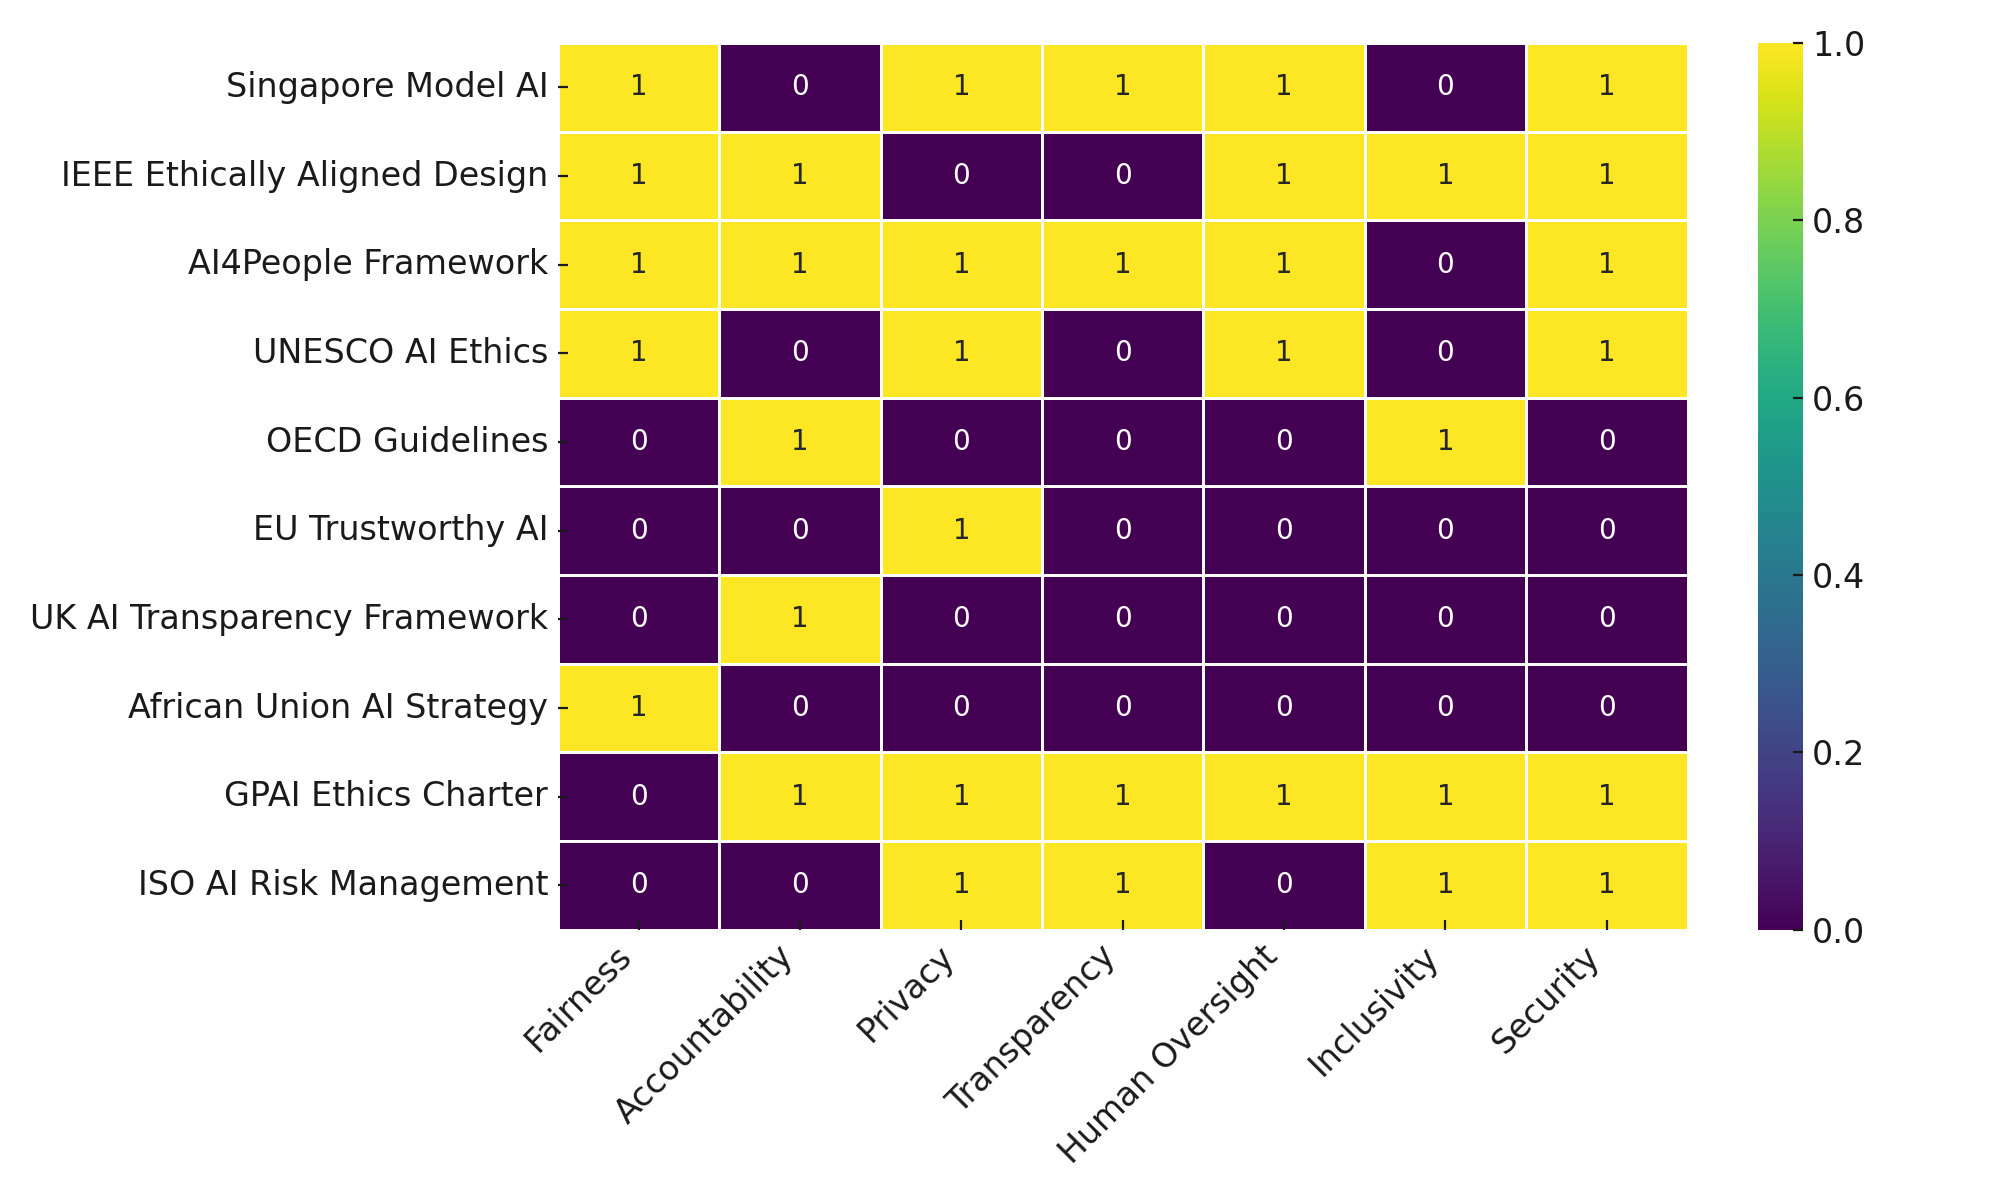 Singapore Model AI 1 0 1 1 1 0 1
IEEE Ethically Aligned Design 1 1 0 0 1 1 1
AI4People Framework 1 1 1 1 1 0 1
UNESCO AI Ethics 1 0 1 0 1 0 1
OECD Guidelines 0 1 0 0 0 1 0
EU Trustworthy AI 0 0 1 0 0 0 0
UK AI Transparency Framework 0 1 0 0 0 0 0
African Union AI Strategy 1 0 0 0 0 0 0
GPAI Ethics Charter 0 1 1 1 1 1 1
ISO AI Risk Management 0 0 1 1 0 1 1
Fairness
Accountability
Privacy
Transparency
Human Oversight
Inclusivity
Security
1.0
0.8
0.6
0.4
0.2
0.0